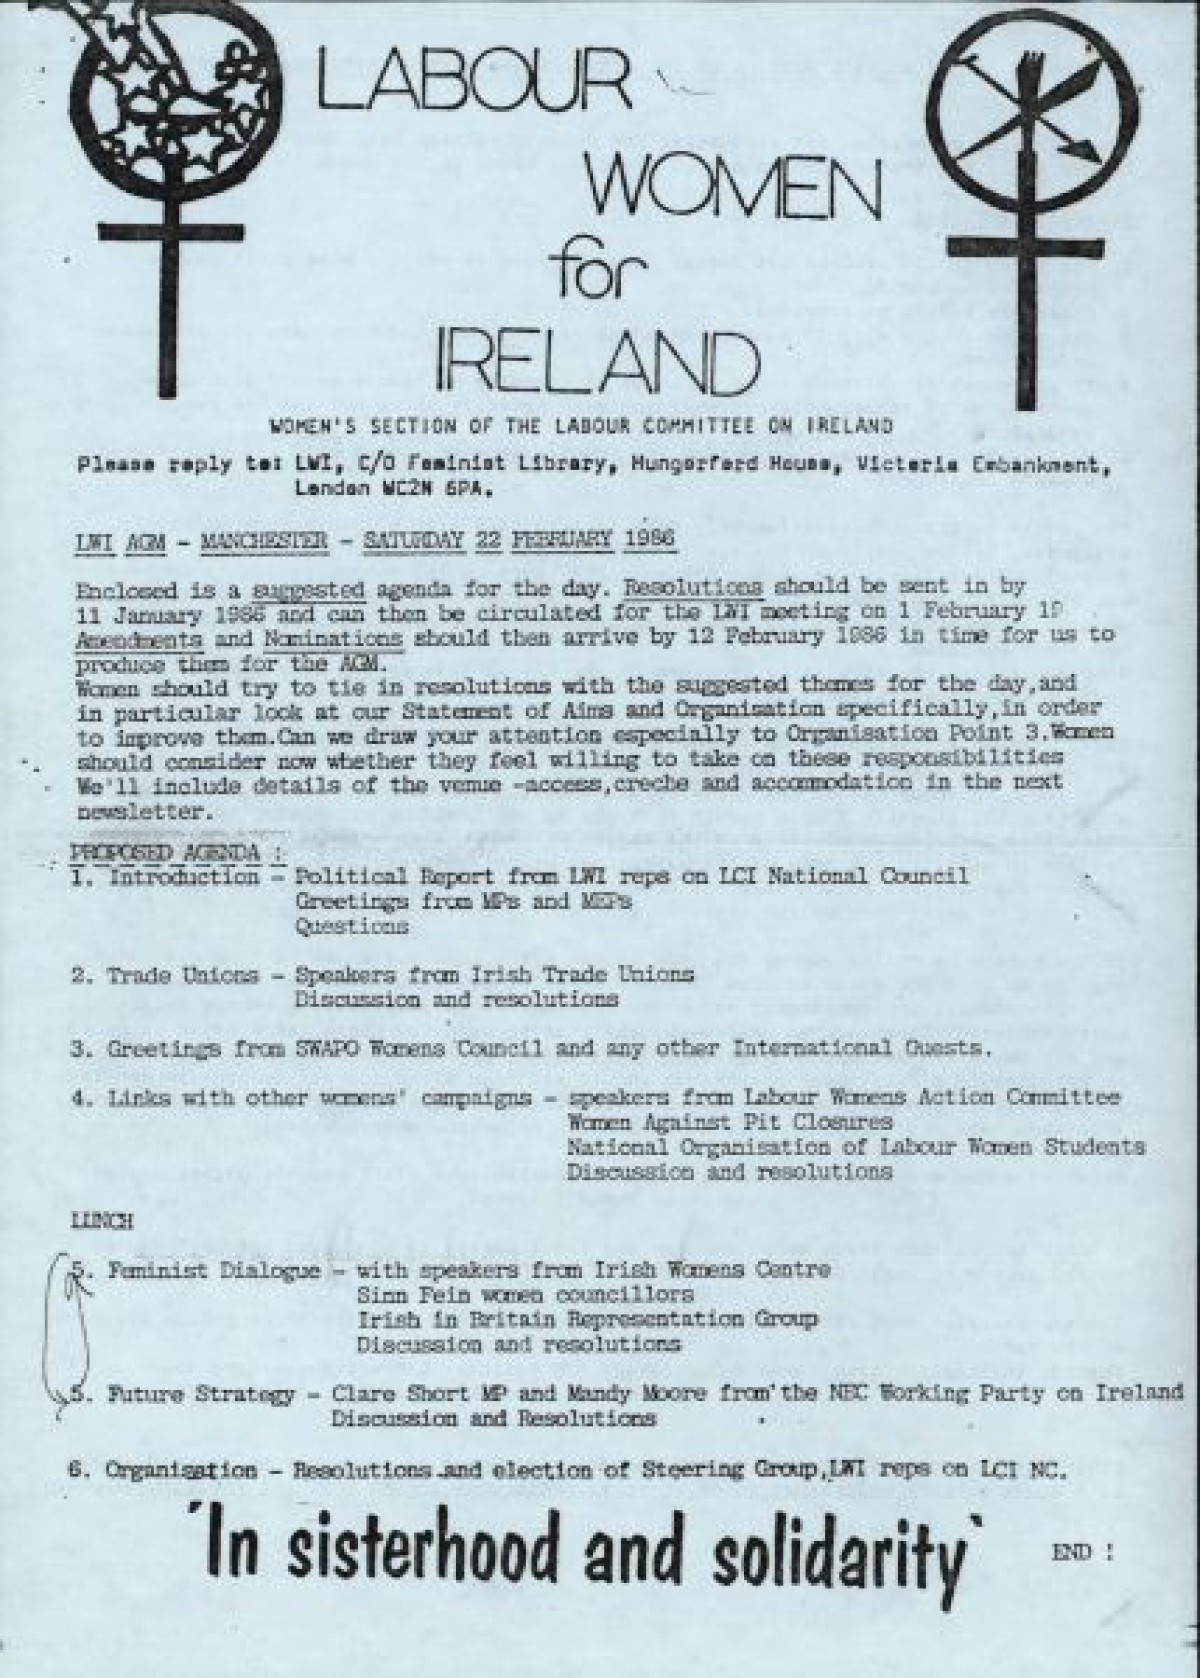 LABOUR
WOMEN
for
IRELAND
WOMEN'S SECTION OF THE LABOUR COMMITTEE ON IRELAND
Please reply to: LWI, C/O Feminist Library, Hungerford House, Victoria Embankment,
London WC2N 6PA.
LWI AGM - MANCHESTER - SATURDAY 22 FEBRUARY 1986
Enclosed is a suggested agenda for the day. Resolutions should be sent in by
11 January 1986 and can then be circulated for the LWI meeting on 1 February 19
Amendments and Nominations should then arrive by 12 February 1986 in time for us to
produce them for the AGM.
Women should try to tie in resolutions with the suggested themes for the day,and
in particular look at our Statement of Aims and Organisation specifically,in order
to improve them.Can we draw your attention especially to Organisation Point 3.Women
should consider now whether they feel willing to take on these responsibilities
We'll include details of the venue -access,creche and accommodation in the next
newsletter.
PROPOSED AGENDA :
1. Introduction - Political Report from LWI reps on LCI National Council
Greetings from MPs and MEPs
Questions
2. Trade Unions - Speakers from Irish Trade Unions
Discussion and resolutions
3. Greetings from SWAPO Womens Council and any other International Guests.
4. Links with other womens' campaigns - speakers from Labour Womens Action Committee
Women Against Pit Closures
National Organisation of Labour Women Students
Discussion and resolutions
LUNCH
5. Feminist Dialogue - with speakers from Irish Womens Centre
Sinn Fein women councillors
Irish in Britain Representation Group
Discussion and resolutions
5. Future Strategy - Clare Short MP and Mandy Moore from the NEC Working Party on Ireland
Discussion and Resolutions
6. Organisation - Resolutions and election of Steering Group,LWI reps on LCI NC.
'In sisterhood and solidarity'
END !